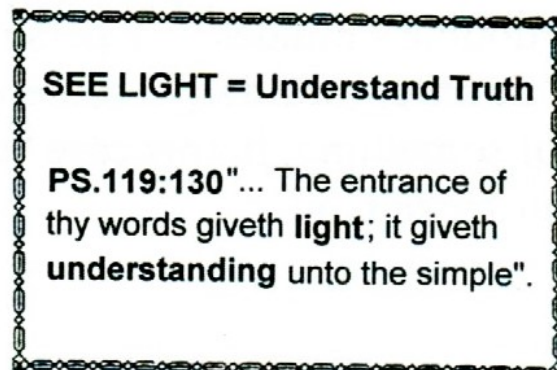 SEE LIGHT = Understand Truth
PS.119:130"... The entrance of
thy words giveth light; it giveth
understanding unto the simple".